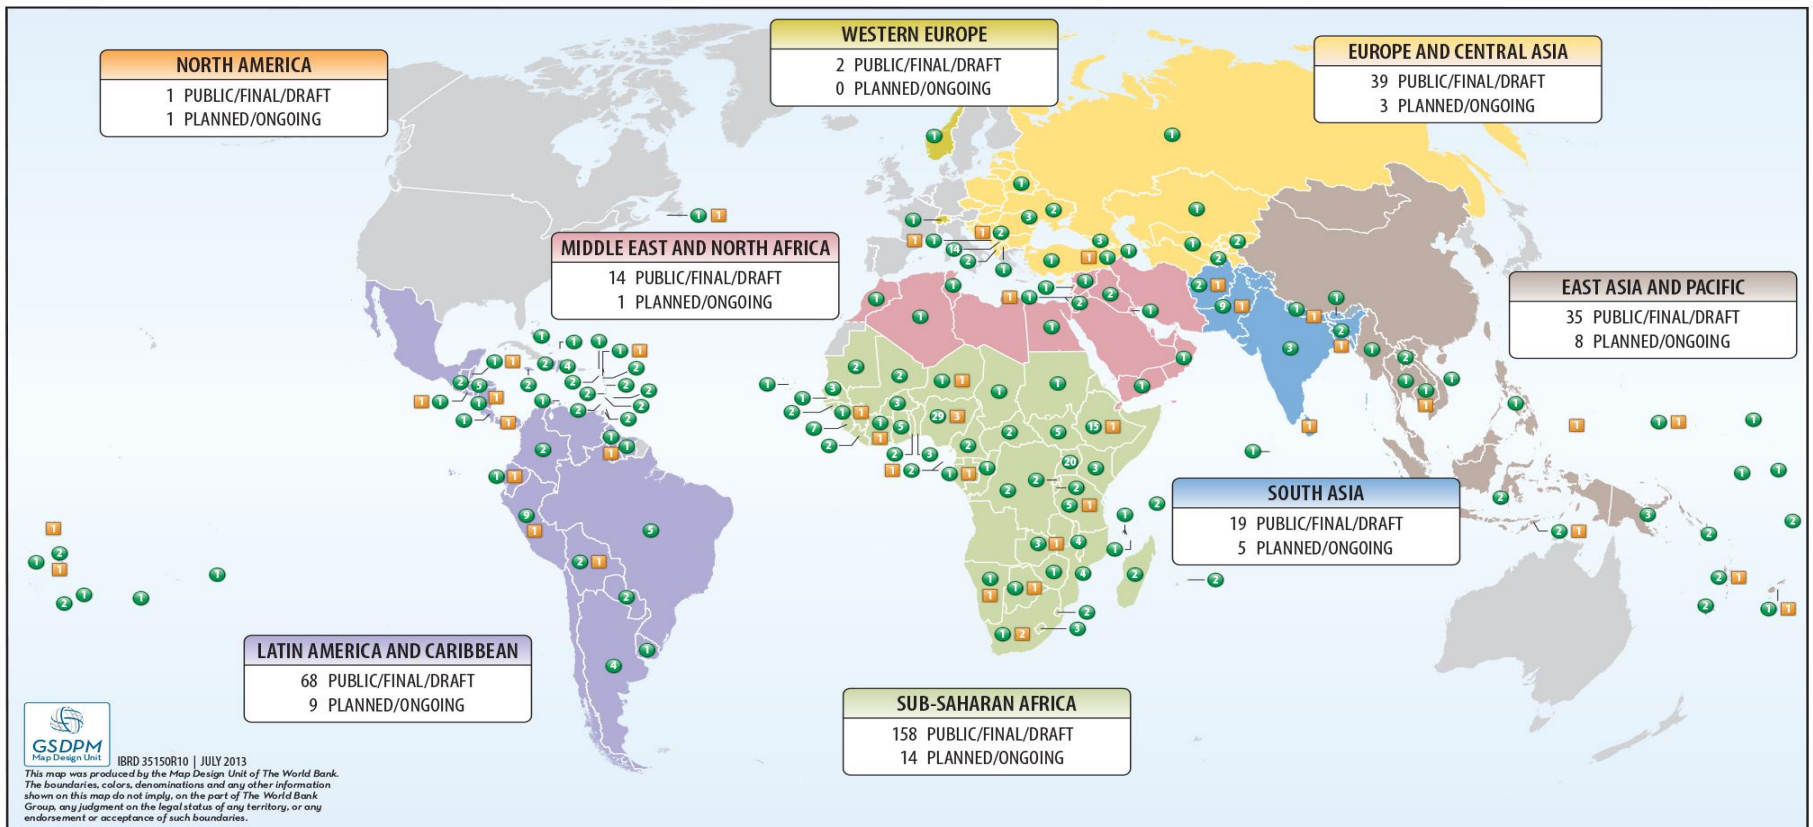 NORTH AMERICA
1 PUBLIC/FINAL/DRAFT
1 PLANNED/ONGOING
WESTERN EUROPE
2 PUBLIC/FINAL/DRAFT
0 PLANNED/ONGOING
EUROPE AND CENTRAL ASIA
39 PUBLIC/FINAL/DRAFT
3 PLANNED/ONGOING
MIDDLE EAST AND NORTH AFRICA
14 PUBLIC/FINAL/DRAFT
1 PLANNED/ONGOING
EAST ASIA AND PACIFIC
35 PUBLIC/FINAL/DRAFT
8 PLANNED/ONGOING
SOUTH ASIA
19 PUBLIC/FINAL/DRAFT
5 PLANNED/ONGOING
LATIN AMERICA AND CARIBBEAN
68 PUBLIC/FINAL/DRAFT
9 PLANNED/ONGOING
SUB-SAHARAN AFRICA
158 PUBLIC/FINAL/DRAFT
14 PLANNED/ONGOING
GSDPM
Map Design Unit
IBRD 35150R10 | JULY 2013
This map was produced by the Map Design Unit of The World Bank.
The boundaries, colors, denominations and any other information
shown on this map do not imply, on the part of The World Bank
Group, any judgment on the legal status of any territory, or any
endorsement or acceptance of such boundaries.